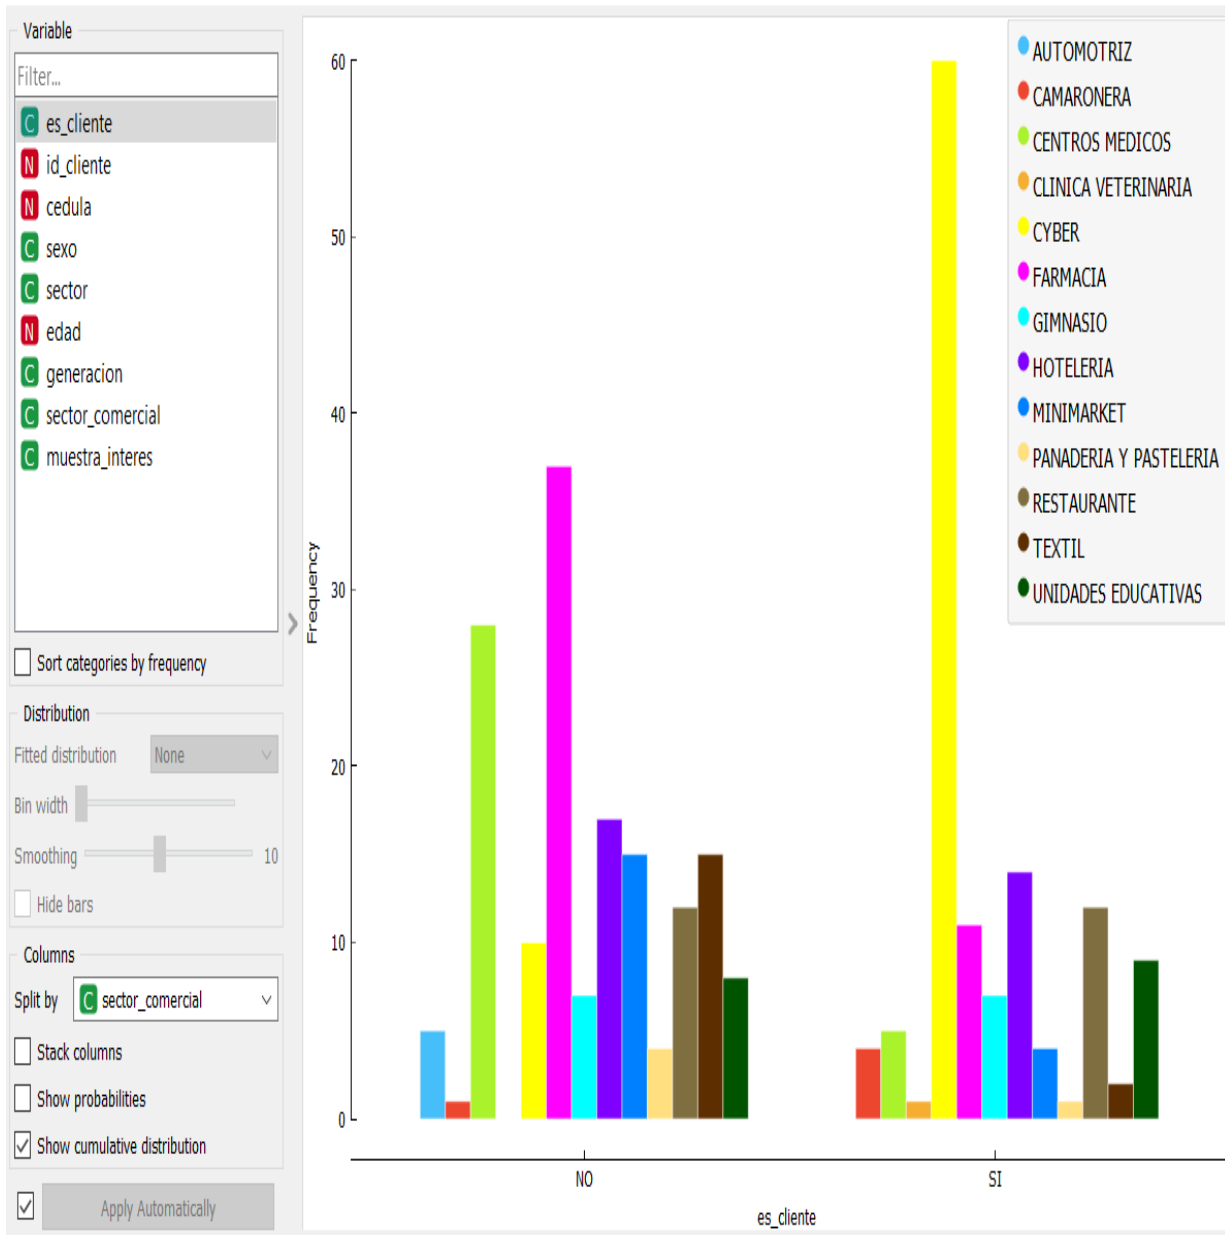 Variable
Filter...
C es_cliente
N id_cliente
N cedula
C sexo
C sector
N edad
C generacion
C sector_comercial
C muestra_interes
Sort categories by frequency
Distribution
Fitted distribution None
Bin width
Smoothing 10
Hide bars
Columns
Split by C sector_comercial
Stack columns
Show probabilities
Show cumulative distribution
Apply Automatically
Frequency
60
50
40
30
20
10
0
NO SI
es_cliente
AUTOMOTRIZ
CAMARONERA
CENTROS MEDICOS
CLINICA VETERINARIA
CYBER
FARMACIA
GIMNASIO
HOTELERIA
MINIMARKET
PANADERIA Y PASTELERIA
RESTAURANTE
TEXTIL
UNIDADES EDUCATIVAS